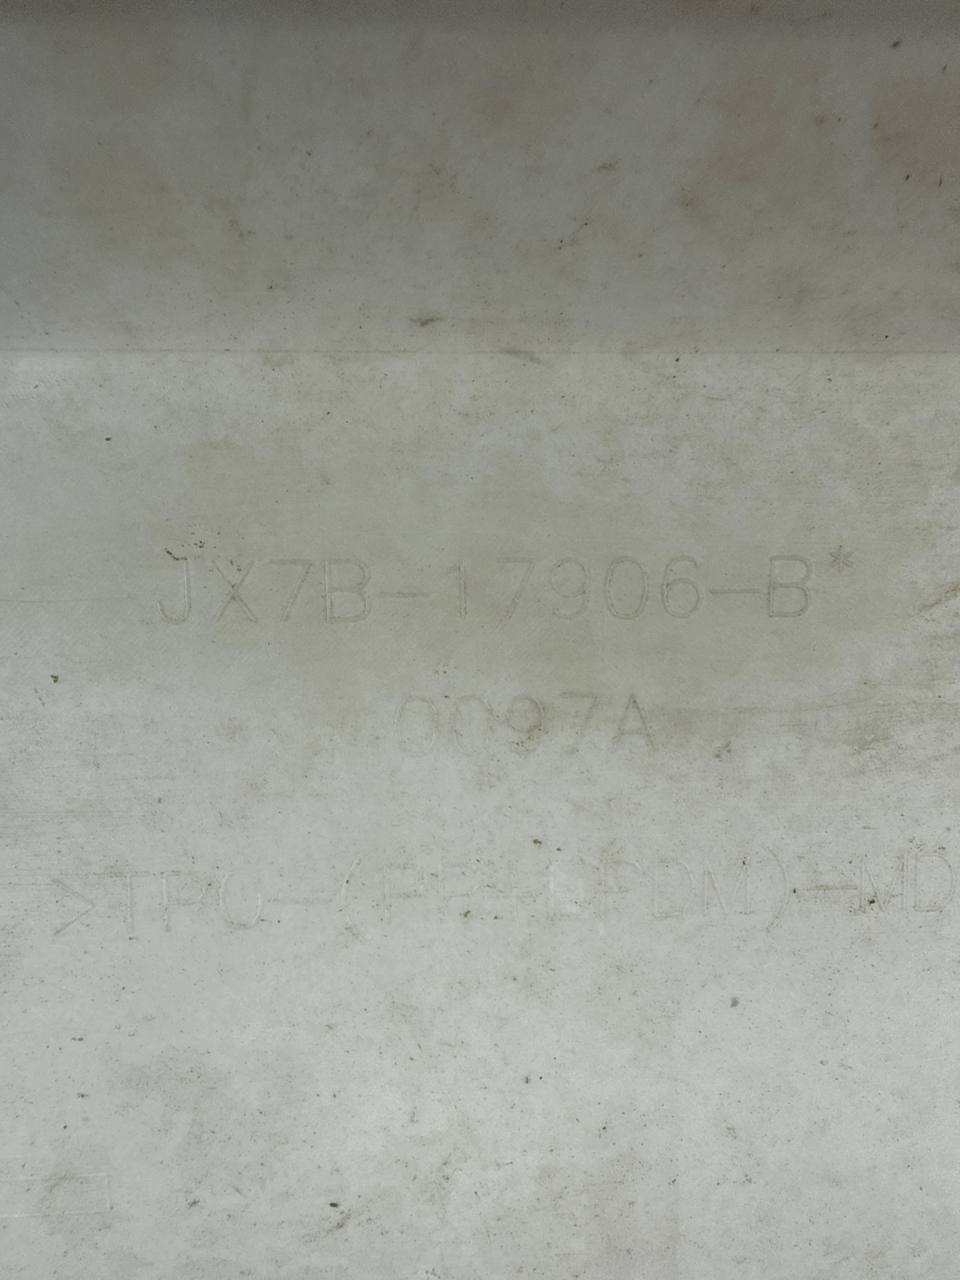 JX7B-17906-B*
0097A
>TPO-(PP+EPDM)-MD